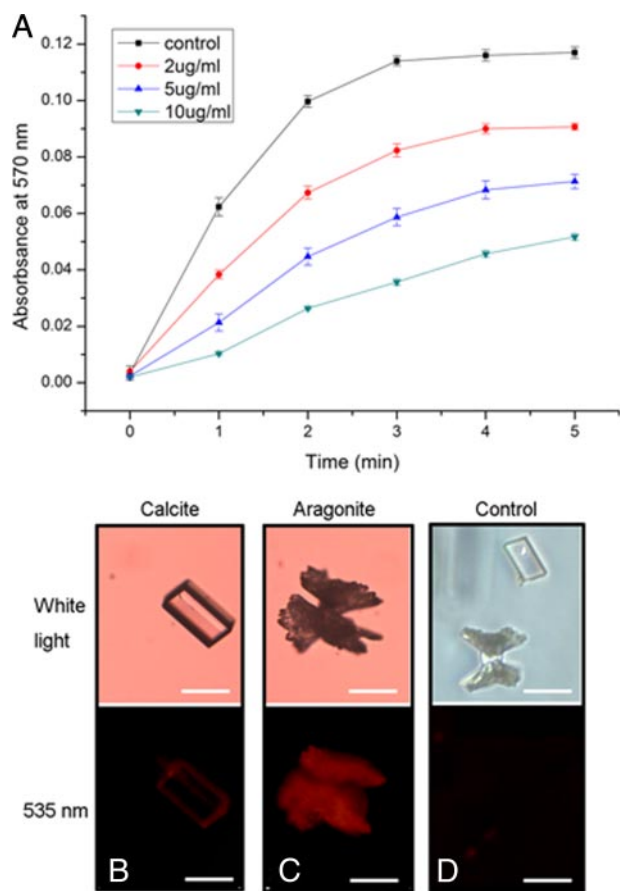 A
control
2ug/ml
5ug/ml
10ug/ml
Absorbsance at 570 nm
0.12
0.10
0.08
0.06
0.04
0.02
0.00
0 1 2 3 4 5
Time (min)
Calcite Aragonite Control
White
light
535 nm
B C D